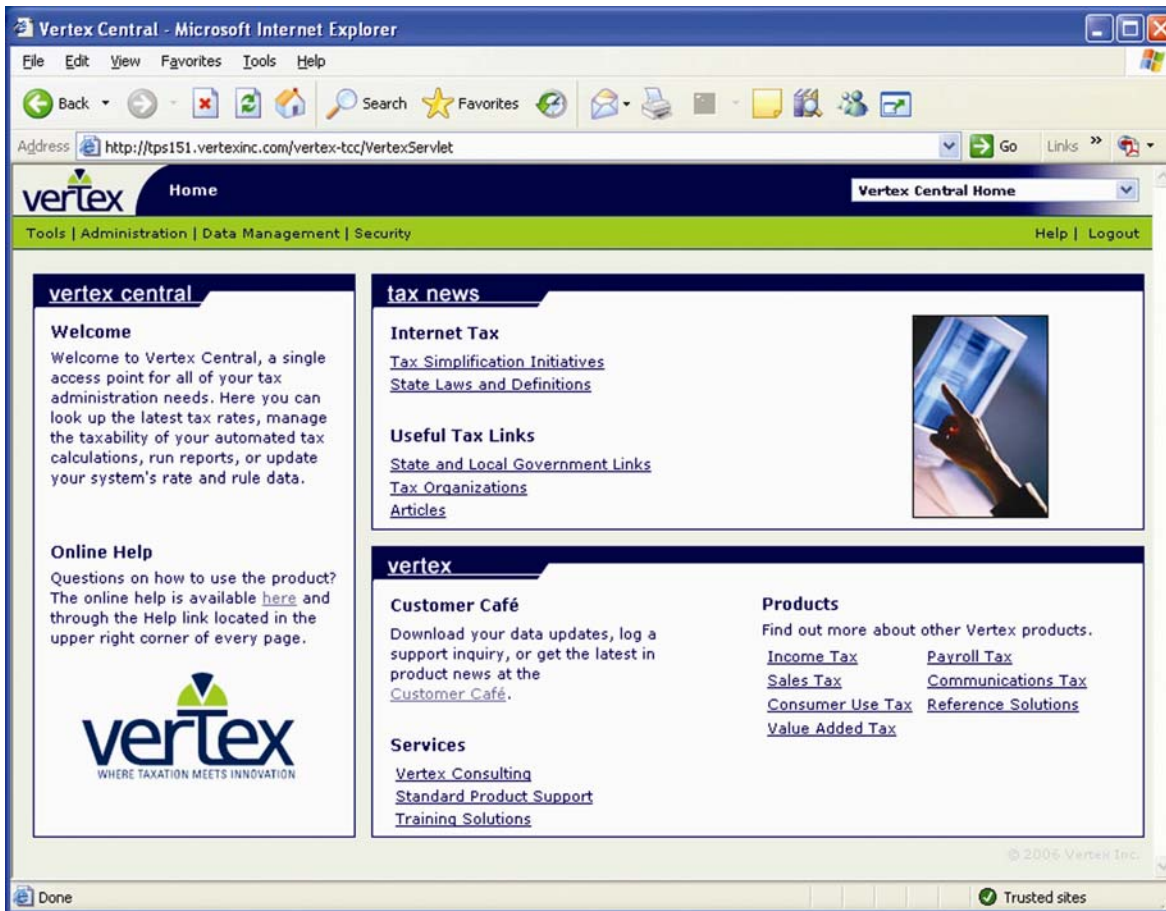 Vertex Central - Microsoft Internet Explorer
File Edit View Favorites Tools Help
Back Search Favorites
Address http://tps151.vertexinc.com/vertex-tcc/VertexServlet Go Links »
vertex Home Vertex Central Home
Tools | Administration | Data Management | Security Help | Logout
vertex central
Welcome
Welcome to Vertex Central, a single
access point for all of your tax
administration needs. Here you can
look up the latest tax rates, manage
the taxability of your automated tax
calculations, run reports, or update
your system's rate and rule data.
Online Help
Questions on how to use the product?
The online help is available here and
through the Help link located in the
upper right corner of every page.
vertex
WHERE TAXATION MEETS INNOVATION
tax news
Internet Tax
Tax Simplification Initiatives
State Laws and Definitions
Useful Tax Links
State and Local Government Links
Tax Organizations
Articles
vertex
Customer Café
Download your data updates, log a
support inquiry, or get the latest in
product news at the
Customer Café.
Services
Vertex Consulting
Standard Product Support
Training Solutions
Products
Find out more about other Vertex products.
Income Tax Payroll Tax
Sales Tax Communications Tax
Consumer Use Tax Reference Solutions
Value Added Tax
© 2006 Vertex Inc.
Done Trusted sites